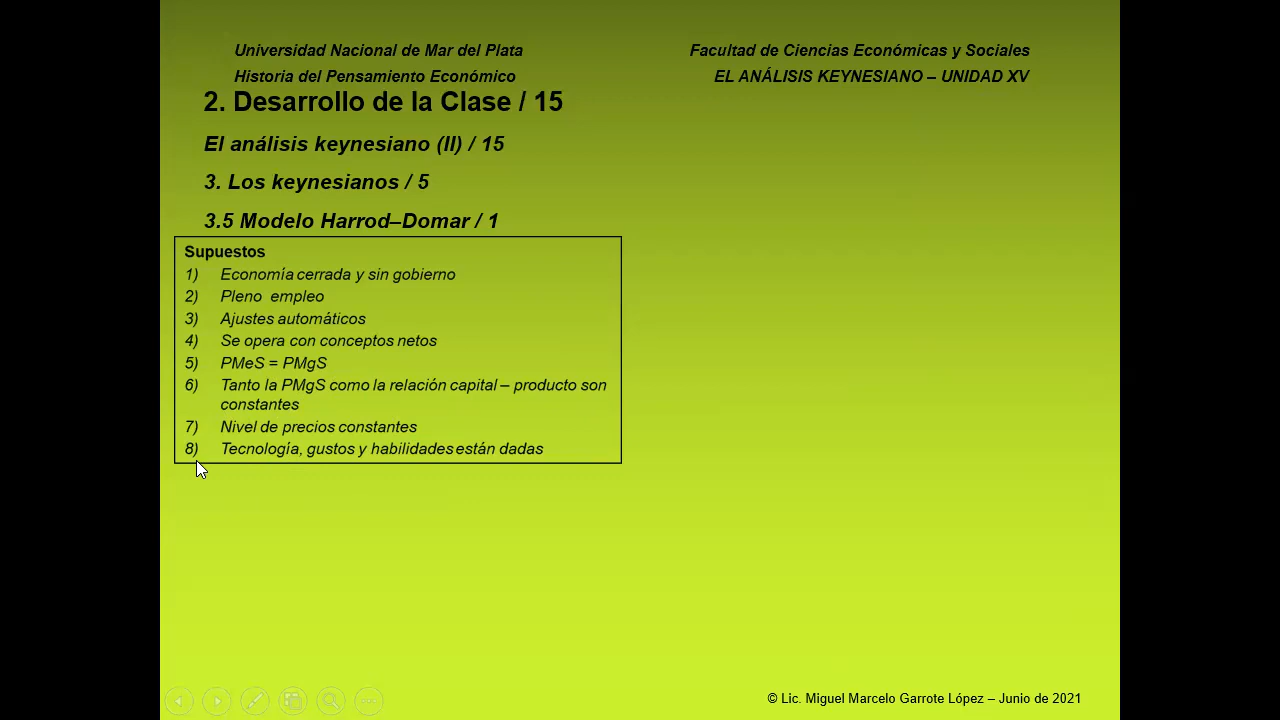 Universidad Nacional de Mar del Plata
Facultad de Ciencias Económicas y Sociales
Historia del Pensamiento Económico
EL ANÁLISIS KEYNESIANO – UNIDAD XV
2. Desarrollo de la Clase / 15
El análisis keynesiano (II) / 15
3. Los keynesianos / 5
3.5 Modelo Harrod–Domar / 1
Supuestos
1) Economía cerrada y sin gobierno
2) Pleno empleo
3) Ajustes automáticos
4) Se opera con conceptos netos
5) PMeS = PMgS
6) Tanto la PMgS como la relación capital – producto son
constantes
7) Nivel de precios constantes
8) Tecnología, gustos y habilidades están dadas
© Lic. Miguel Marcelo Garrote López – Junio de 2021